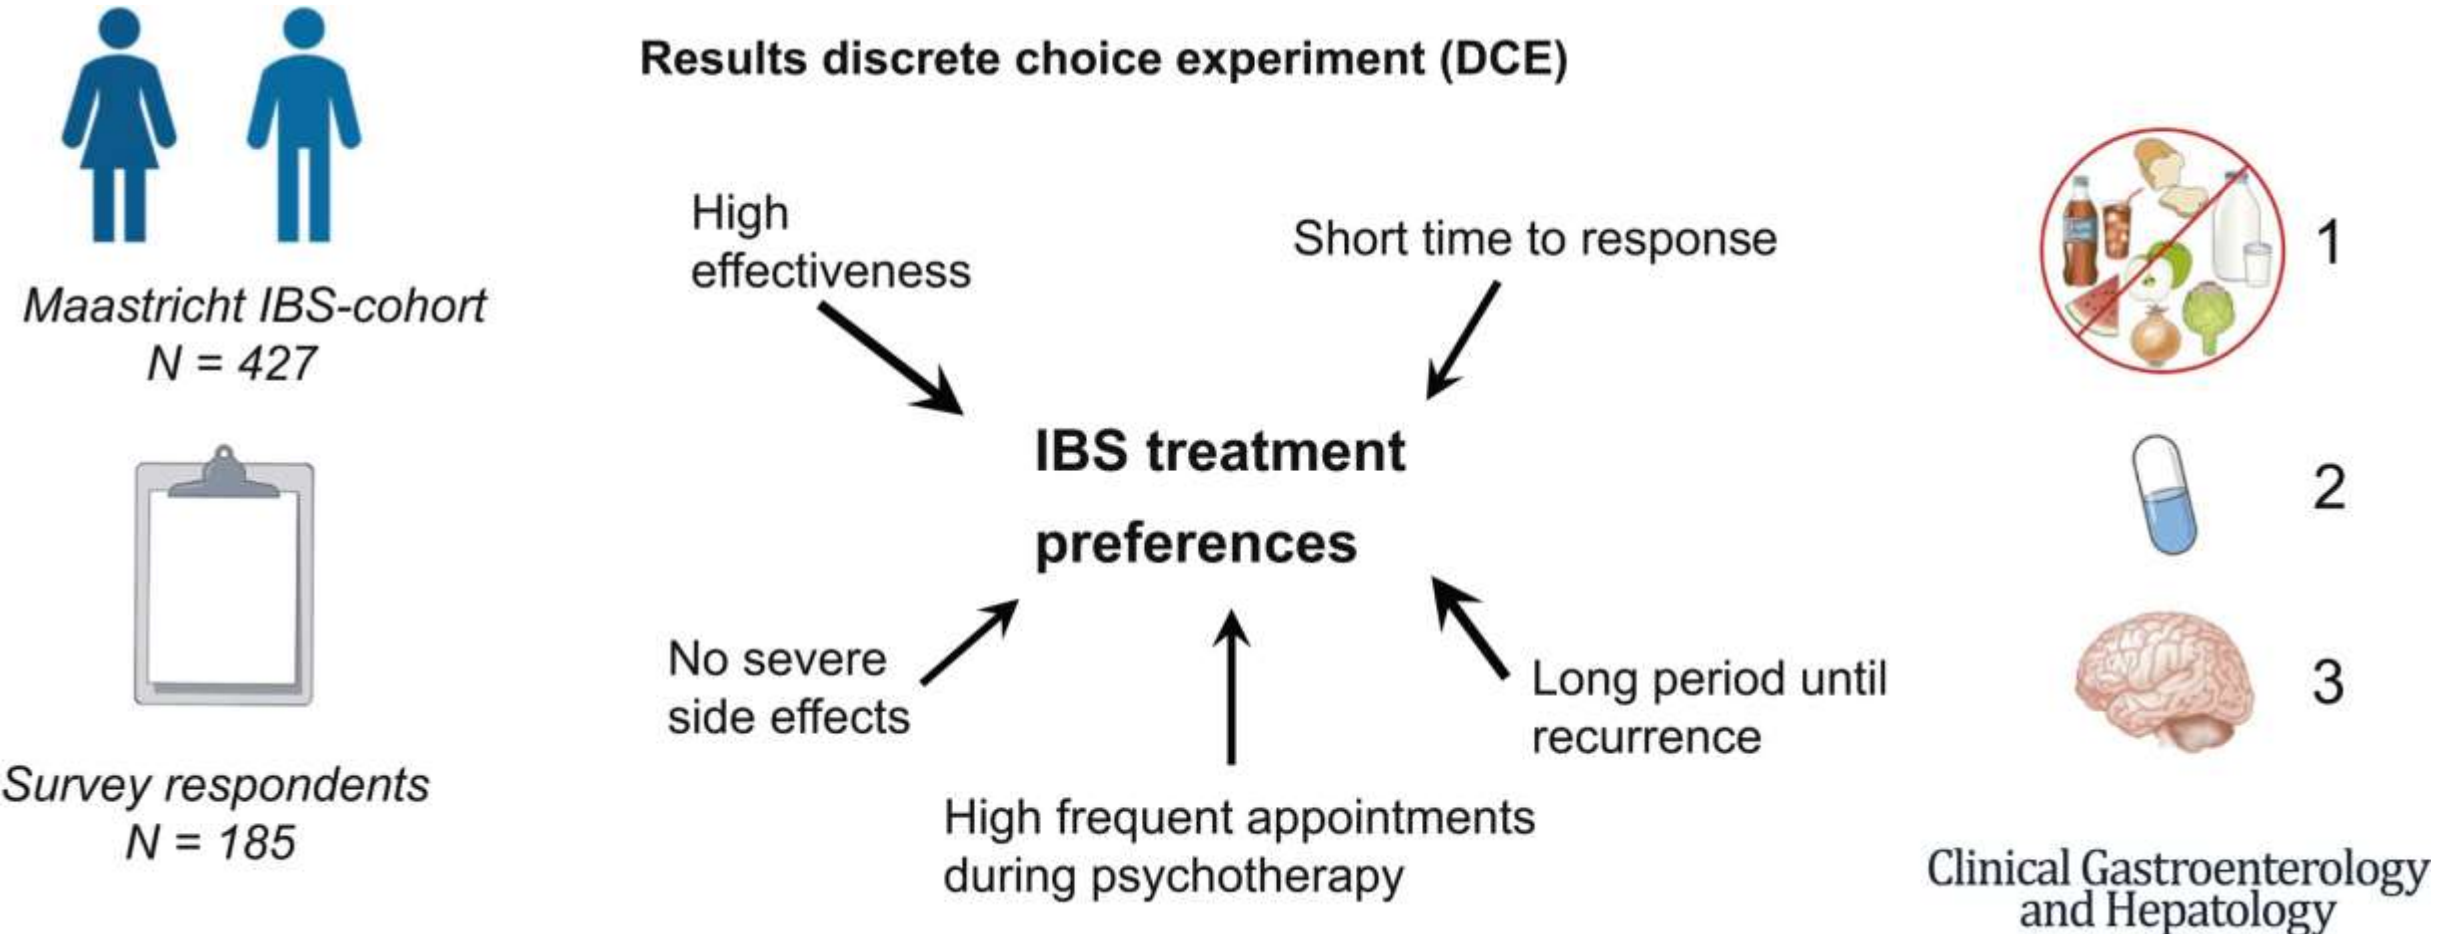 Results discrete choice experiment (DCE)
Maastricht IBS-cohort
N = 427
Survey respondents
N = 185
High
effectiveness
Short time to response
IBS treatment
preferences
No severe
side effects
High frequent appointments
during psychotherapy
Long period until
recurrence
1
2
3
Clinical Gastroenterology
and Hepatology